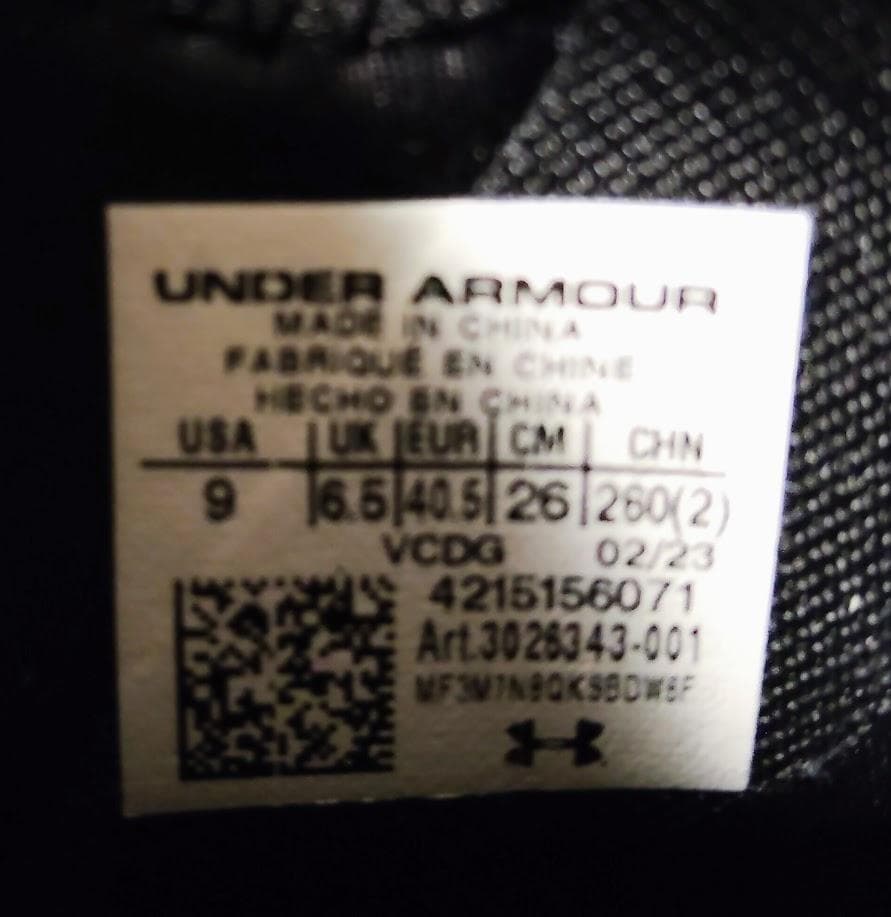 UNDER ARMOUR
MADE IN CHINA
FABRIQUÉ EN CHINE
HECHO EN CHINA
USA UK EUR CM CHN
9 6.5 40.5 26 260(2)
VCDG 02/23
4215156071
Art.3026343-001